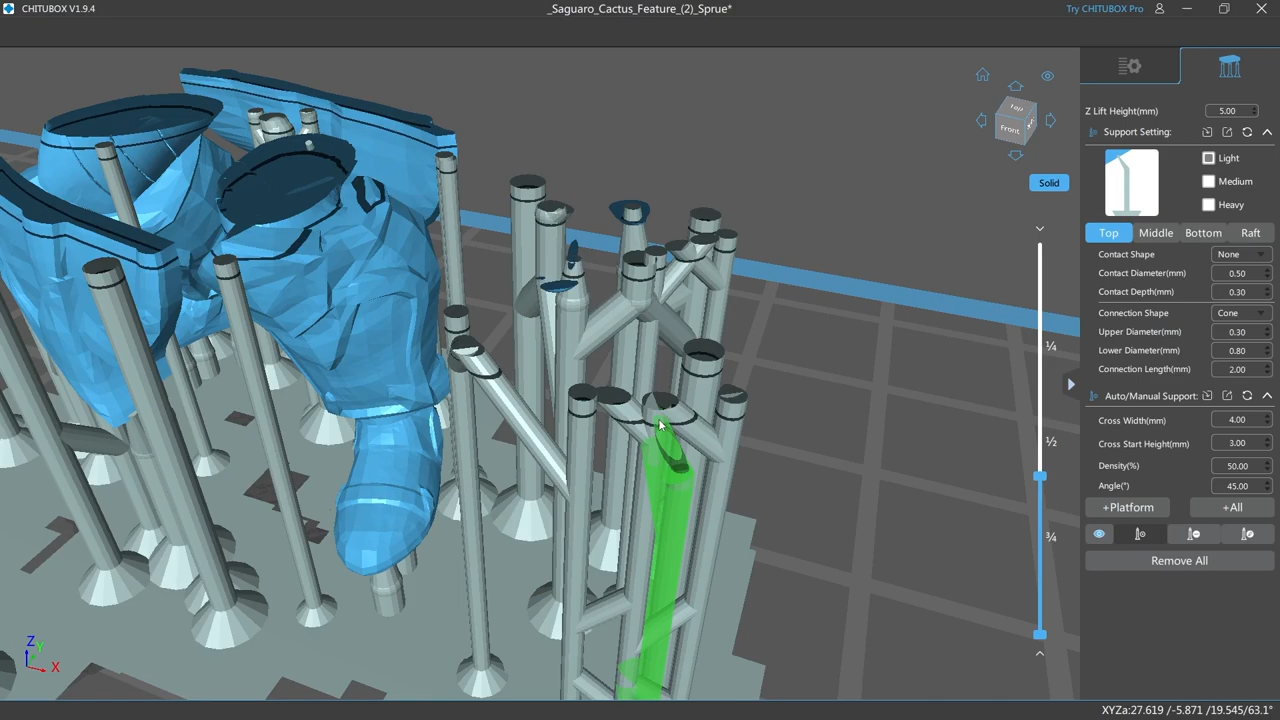 CHITUBOX V1.9.4
_Saguaro_Cactus_Feature_(2)_Sprue*
Try CHITUBOX Pro
Top
Front
Solid
¼
½
¾
Z Lift Height(mm) 5.00
Support Setting:
Light
Medium
Heavy
Top Middle Bottom Raft
Contact Shape None
Contact Diameter(mm) 0.50
Contact Depth(mm) 0.30
Connection Shape Cone
Upper Diameter(mm) 0.30
Lower Diameter(mm) 0.80
Connection Length(mm) 2.00
Auto/Manual Support:
Cross Width(mm) 4.00
Cross Start Height(mm) 3.00
Density(%) 50.00
Angle(°) 45.00
+Platform +All
Remove All
Z
Y
X
XYZa:27.619 /-5.871 /19.545/63.1°